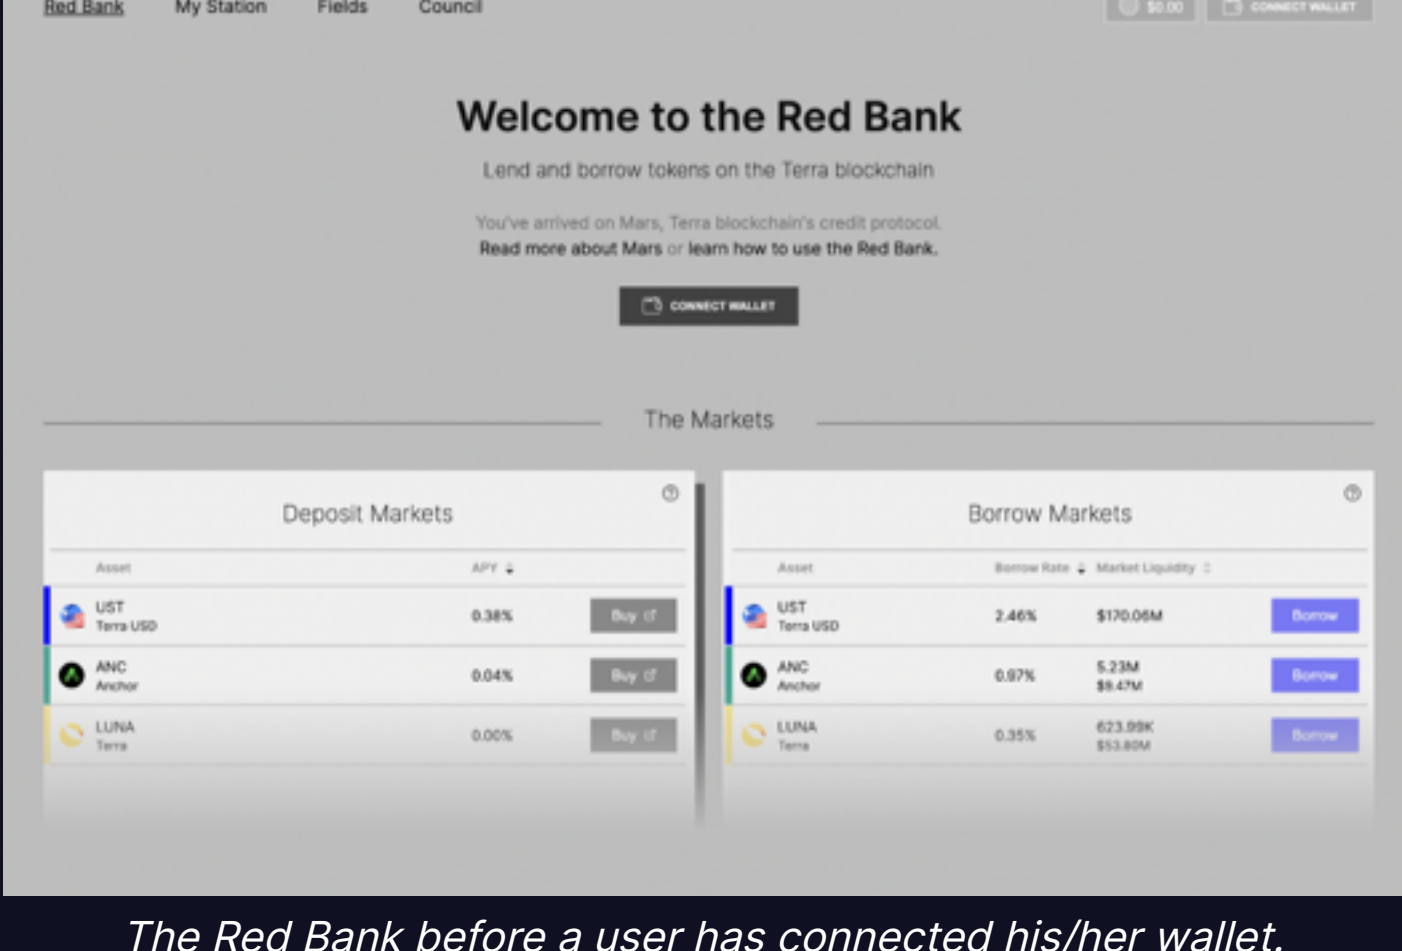 Red Bank My Station Fields Council $0.00 CONNECT WALLET
Welcome to the Red Bank
Lend and borrow tokens on the Terra blockchain
You've arrived on Mars, Terra blockchain's credit protocol.
Read more about Mars or learn how to use the Red Bank.
CONNECT WALLET
The Markets
Deposit Markets
Asset APY
UST 0.38% Buy
Terra USD
ANC 0.04% Buy
Anchor
LUNA 0.00% Buy
Terra
Borrow Markets
Asset Borrow Rate Market Liquidity
UST 2.46% $170.06M Borrow
Terra USD
ANC 0.97% 5.23M Borrow
Anchor $9.47M
LUNA 0.35% 623.99K Borrow
Terra $53.80M
The Red Bank before a user has connected his/her wallet.